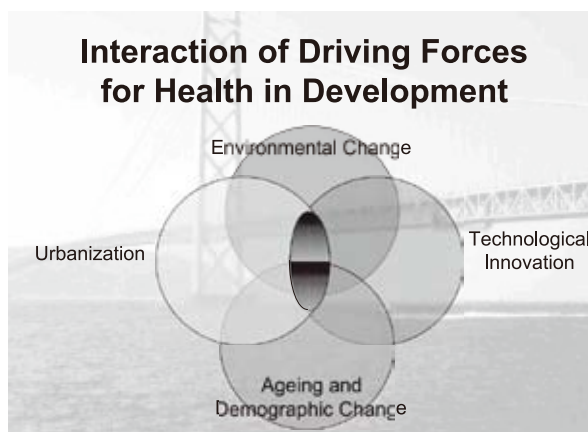 Interaction of Driving Forces
for Health in Development
Environmental Change
Urbanization
Technological
Innovation
Ageing and
Demographic Change